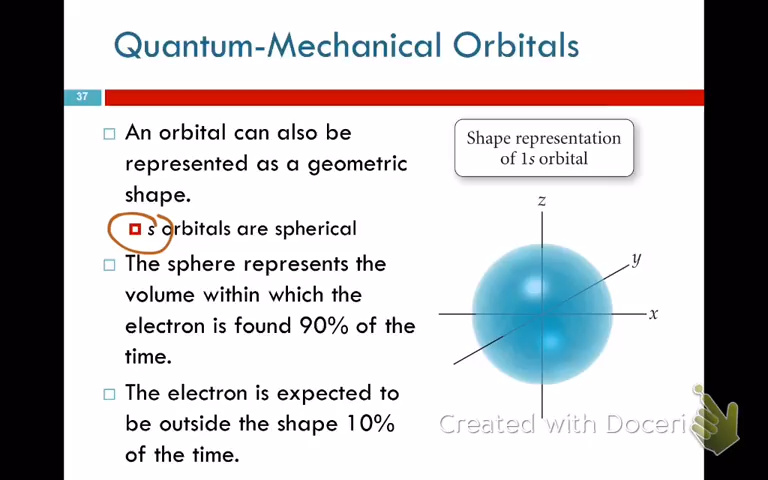 Quantum-Mechanical Orbitals
37
An orbital can also be
represented as a geometric
shape.
s orbitals are spherical
The sphere represents the
volume within which the
electron is found 90% of the
time.
The electron is expected to
be outside the shape 10%
of the time.
Shape representation
of 1s orbital
z
y
x
Created with Doceri